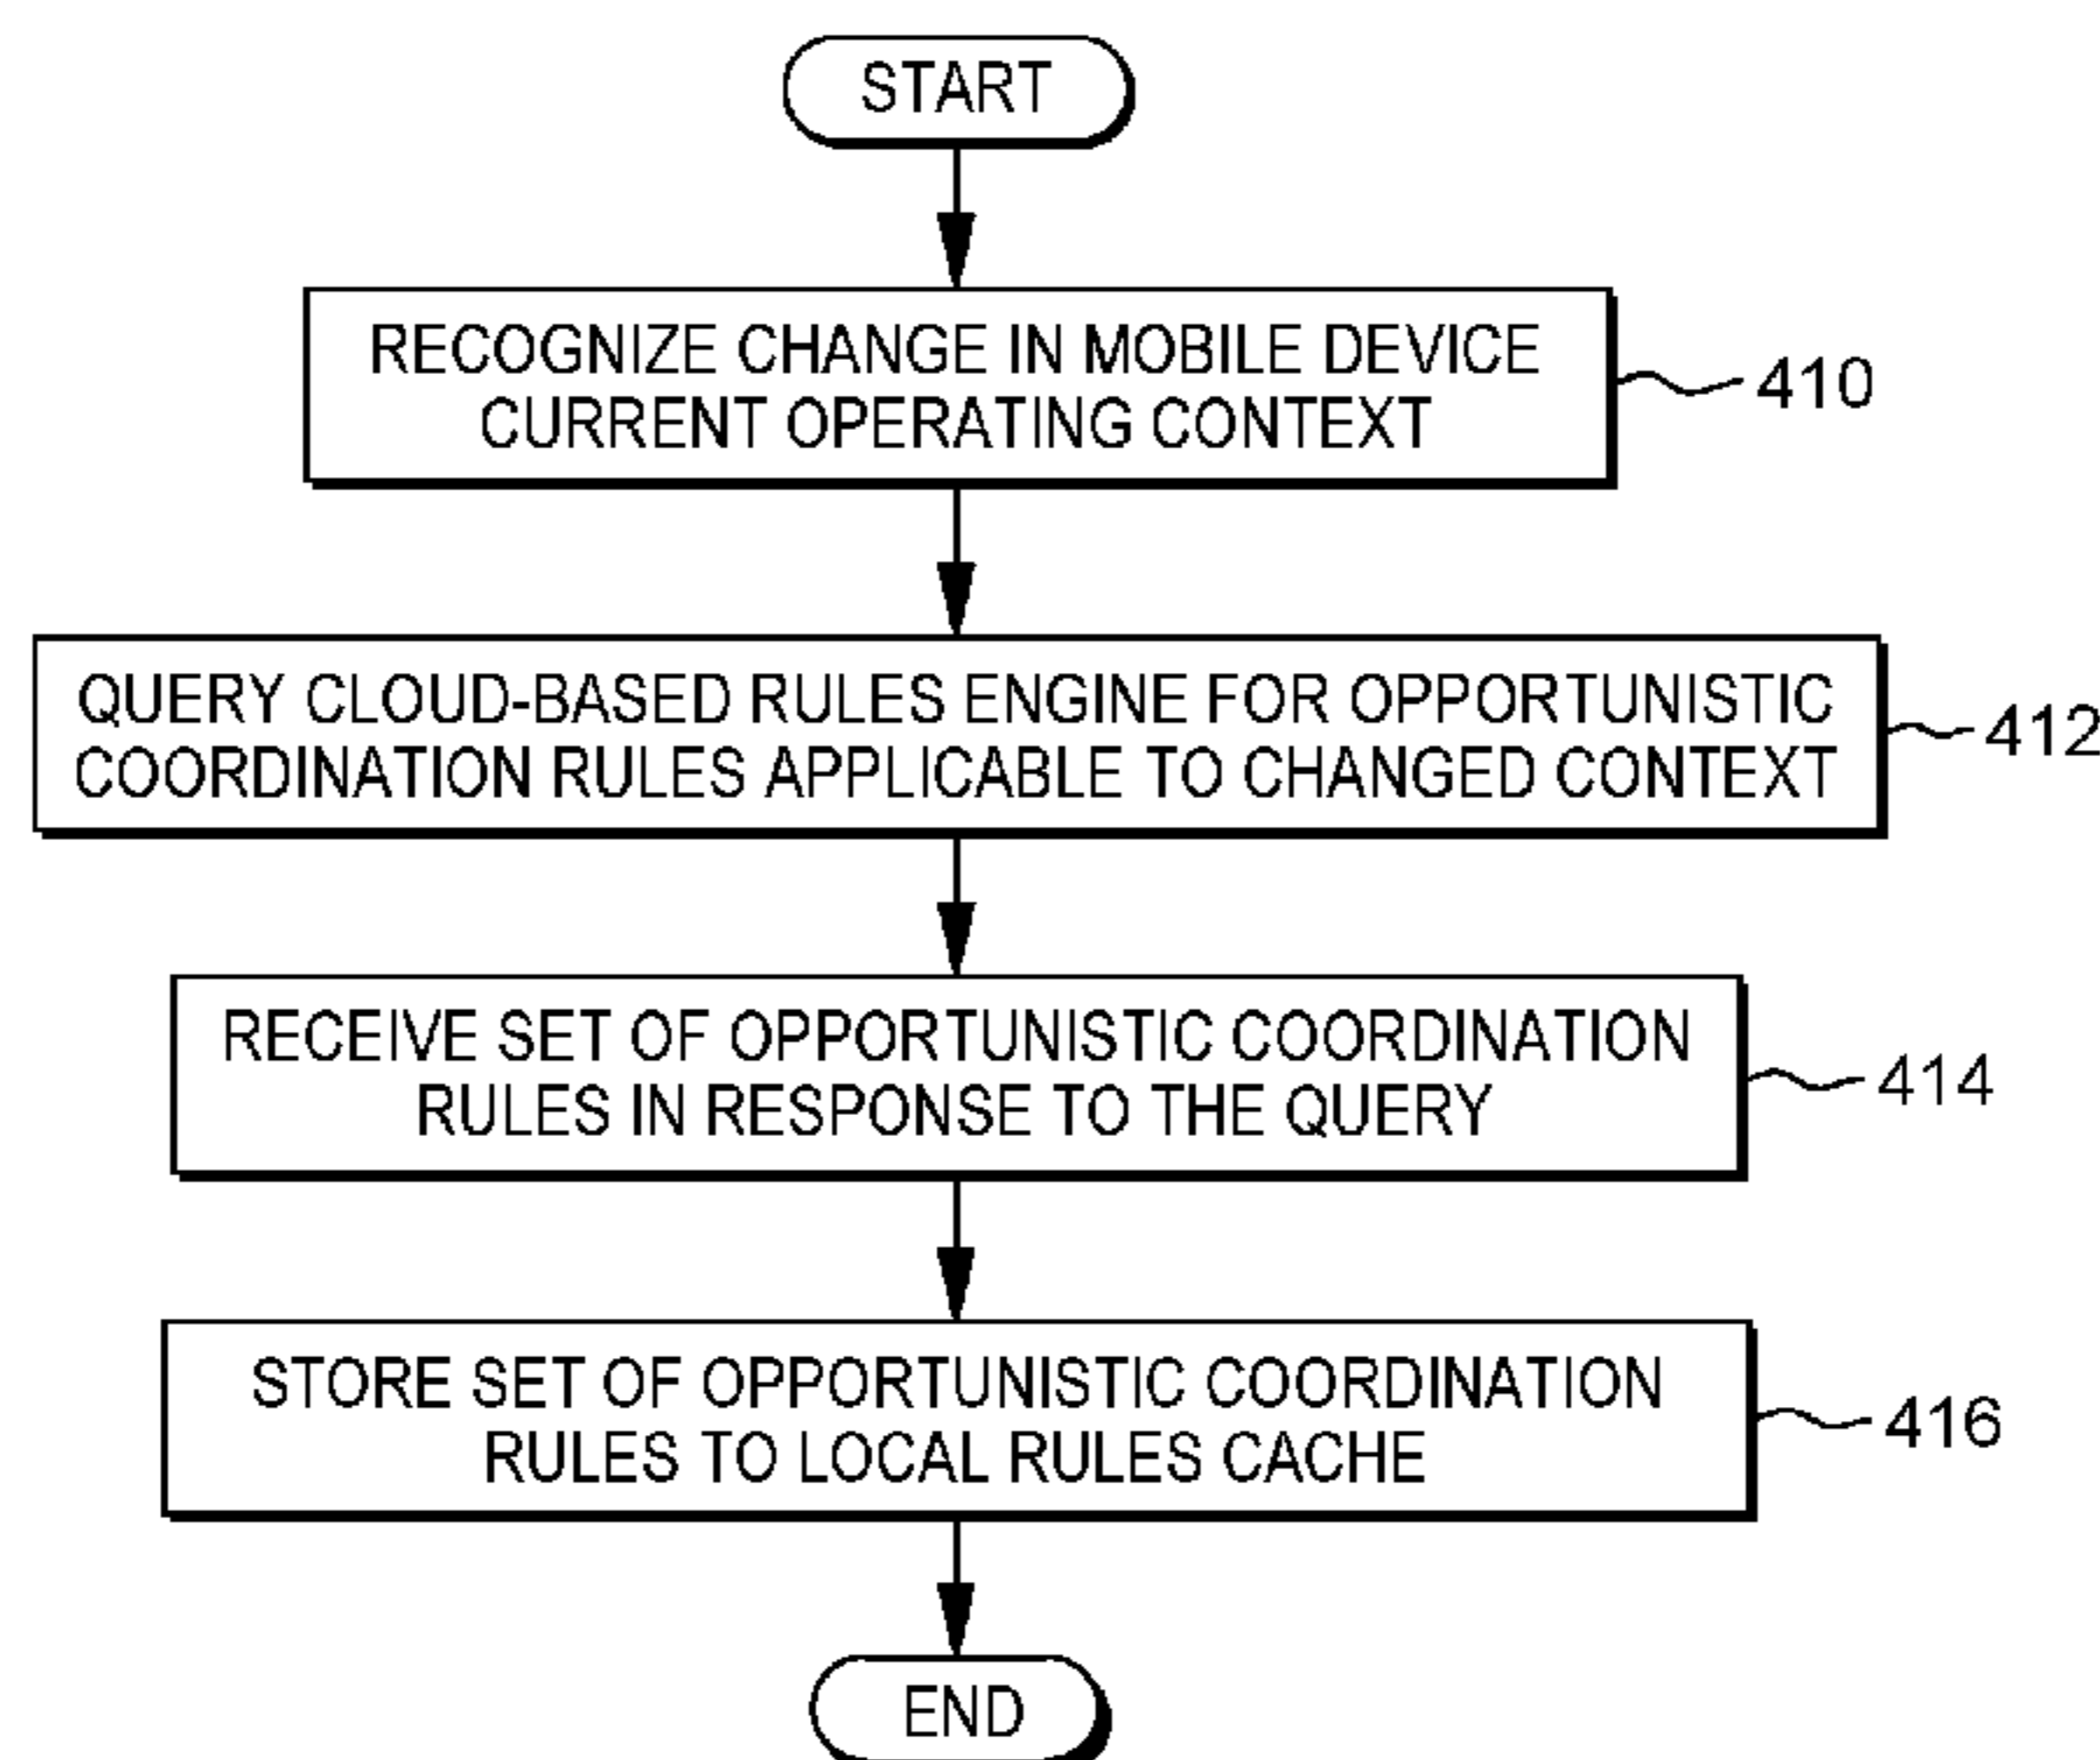 START
RECOGNIZE CHANGE IN MOBILE DEVICE
CURRENT OPERATING CONTEXT
410
QUERY CLOUD-BASED RULES ENGINE FOR OPPORTUNISTIC
COORDINATION RULES APPLICABLE TO CHANGED CONTEXT
412
RECEIVE SET OF OPPORTUNISTIC COORDINATION
RULES IN RESPONSE TO THE QUERY
414
STORE SET OF OPPORTUNISTIC COORDINATION
RULES TO LOCAL RULES CACHE
416
END